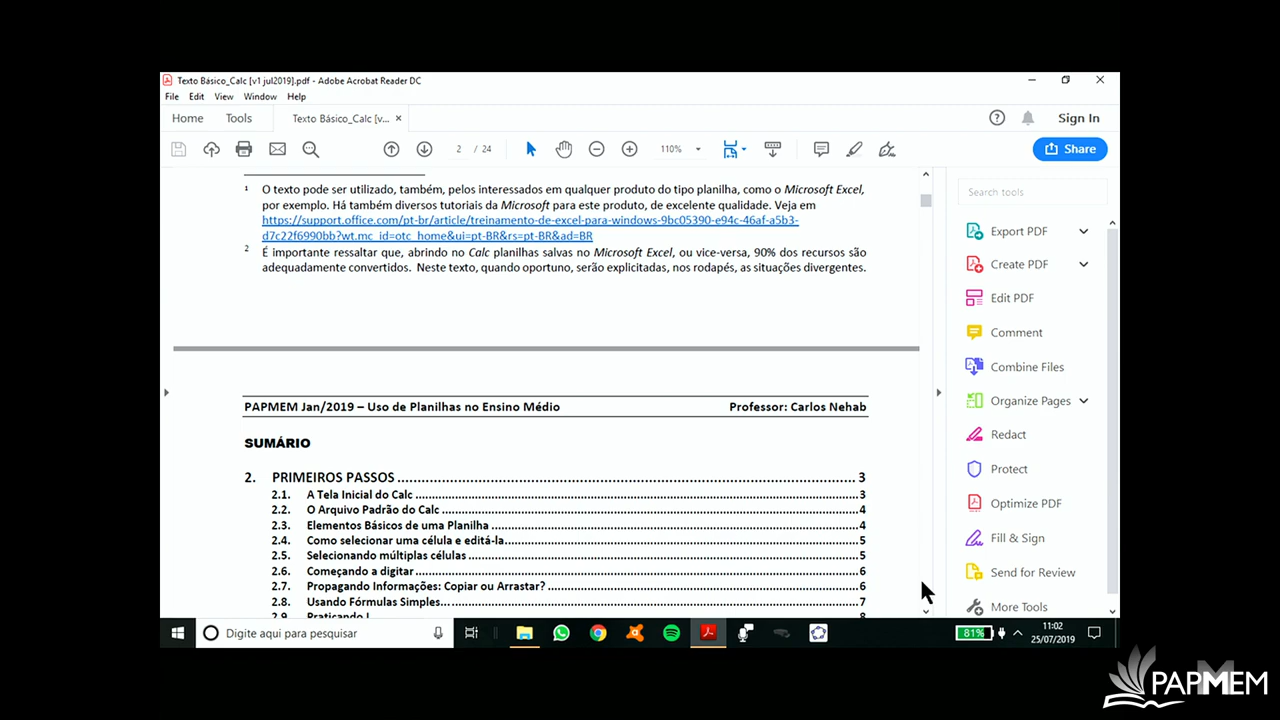 Texto Básico_Calc [v1 jul2019].pdf - Adobe Acrobat Reader DC
File Edit View Window Help
Home Tools Texto Básico_Calc [v... × Sign In
2 / 24 110% Share
1 O texto pode ser utilizado, também, pelos interessados em qualquer produto do tipo planilha, como o Microsoft Excel,
por exemplo. Há também diversos tutoriais da Microsoft para este produto, de excelente qualidade. Veja em
https://support.office.com/pt-br/article/treinamento-de-excel-para-windows-9bc05390-e94c-46af-a5b3-
d7c22f6990bb?wt.mc_id=otc_home&ui=pt-BR&rs=pt-BR&ad=BR
2 É importante ressaltar que, abrindo no Calc planilhas salvas no Microsoft Excel, ou vice-versa, 90% dos recursos são
adequadamente convertidos. Neste texto, quando oportuno, serão explicitadas, nos rodapés, as situações divergentes.
PAPMEM Jan/2019 – Uso de Planilhas no Ensino Médio Professor: Carlos Nehab
SUMÁRIO
2. PRIMEIROS PASSOS 3
2.1. A Tela Inicial do Calc 3
2.2. O Arquivo Padrão do Calc 4
2.3. Elementos Básicos de uma Planilha 4
2.4. Como selecionar uma célula e editá-la 5
2.5. Selecionando múltiplas células 5
2.6. Começando a digitar 6
2.7. Propagando Informações: Copiar ou Arrastar? 6
2.8. Usando Fórmulas Simples... 7
2.9. Praticando I 8
Search tools
Export PDF
Create PDF
Edit PDF
Comment
Combine Files
Organize Pages
Redact
Protect
Optimize PDF
Fill & Sign
Send for Review
More Tools
Digite aqui para pesquisar 81% 11:02
25/07/2019
PAPMEM